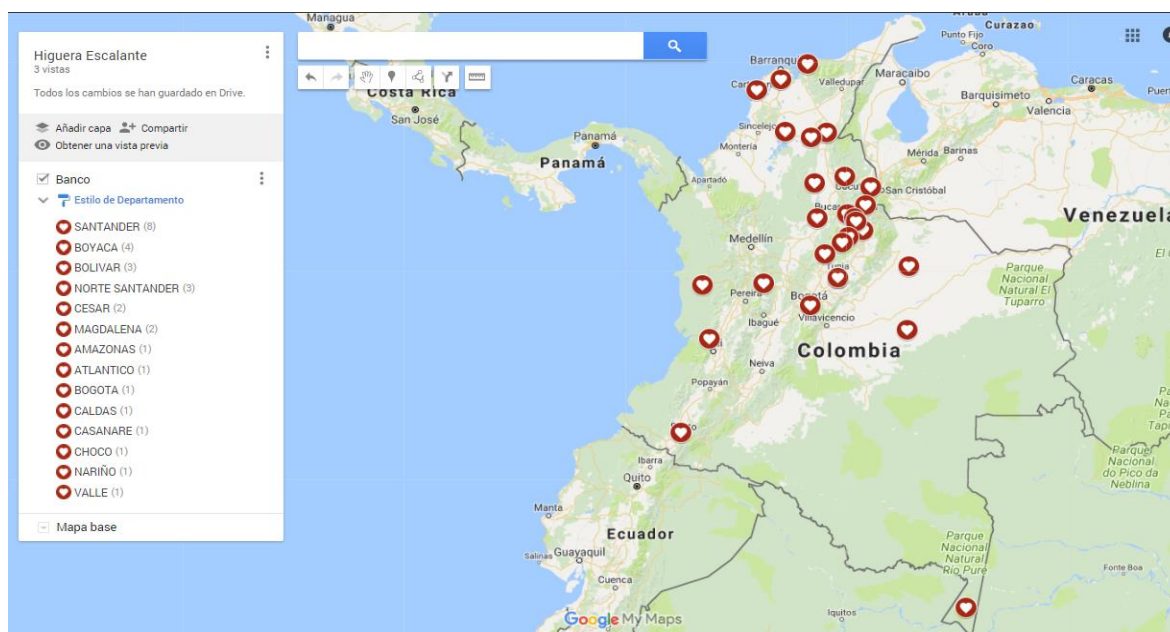 Higuera Escalante
3 vistas
Todos los cambios se han guardado en Drive.
Añadir capa Compartir
Obtener una vista previa
Banco
Estilo de Departamento
SANTANDER (8)
BOYACA (4)
BOLIVAR (3)
NORTE SANTANDER (3)
CESAR (2)
MAGDALENA (2)
AMAZONAS (1)
ATLANTICO (1)
BOGOTA (1)
CALDAS (1)
CASANARE (1)
CHOCO (1)
NARIÑO (1)
VALLE (1)
Mapa base
Managua
Costa Rica
San José
Panamá
Panamá
Curazao
Punto Fijo
Coro
Maracaibo
Caracas
Barquisimeto
Valencia
Valledupar
Sincelejo
Montería
Mérida
Barinas
Apartadó
San Cristóbal
Venezuela
Medellín
Tunja
Parque
Nacional
Natural El
Tuparro
Pereira
Bogotá
Villavicencio
Ibagué
Colombia
Neiva
Popayán
Ibarra
Quito
Parque
Nacional
do Pico da
Neblina
Manta
Ecuador
Salinas
Guayaquil
Cuenca
Parque
Nacional
Natural
Río Puré
Fonte Boa
Iquitos
Google My Maps